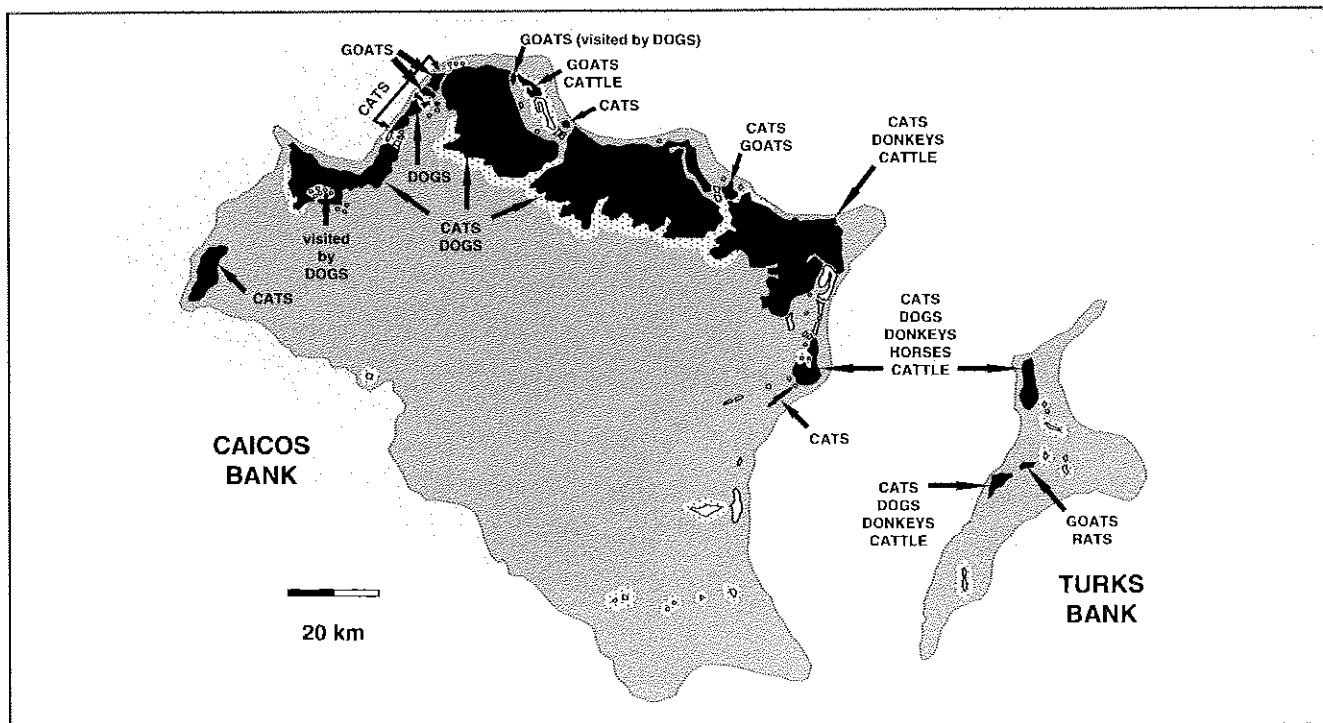 GOATS (visited by DOGS)
GOATS
CATS
GOATS
CATTLE
CATS
CATS
GOATS
CATS
DONKEYS
CATTLE
DOGS
CATS
DOGS
visited
by
DOGS
CATS
CATS
DOGS
DONKEYS
HORSES
CATTLE
CATS
CAICOS
BANK
CATS
DOGS
DONKEYS
CATTLE
GOATS
RATS
TURKS
BANK
20 km